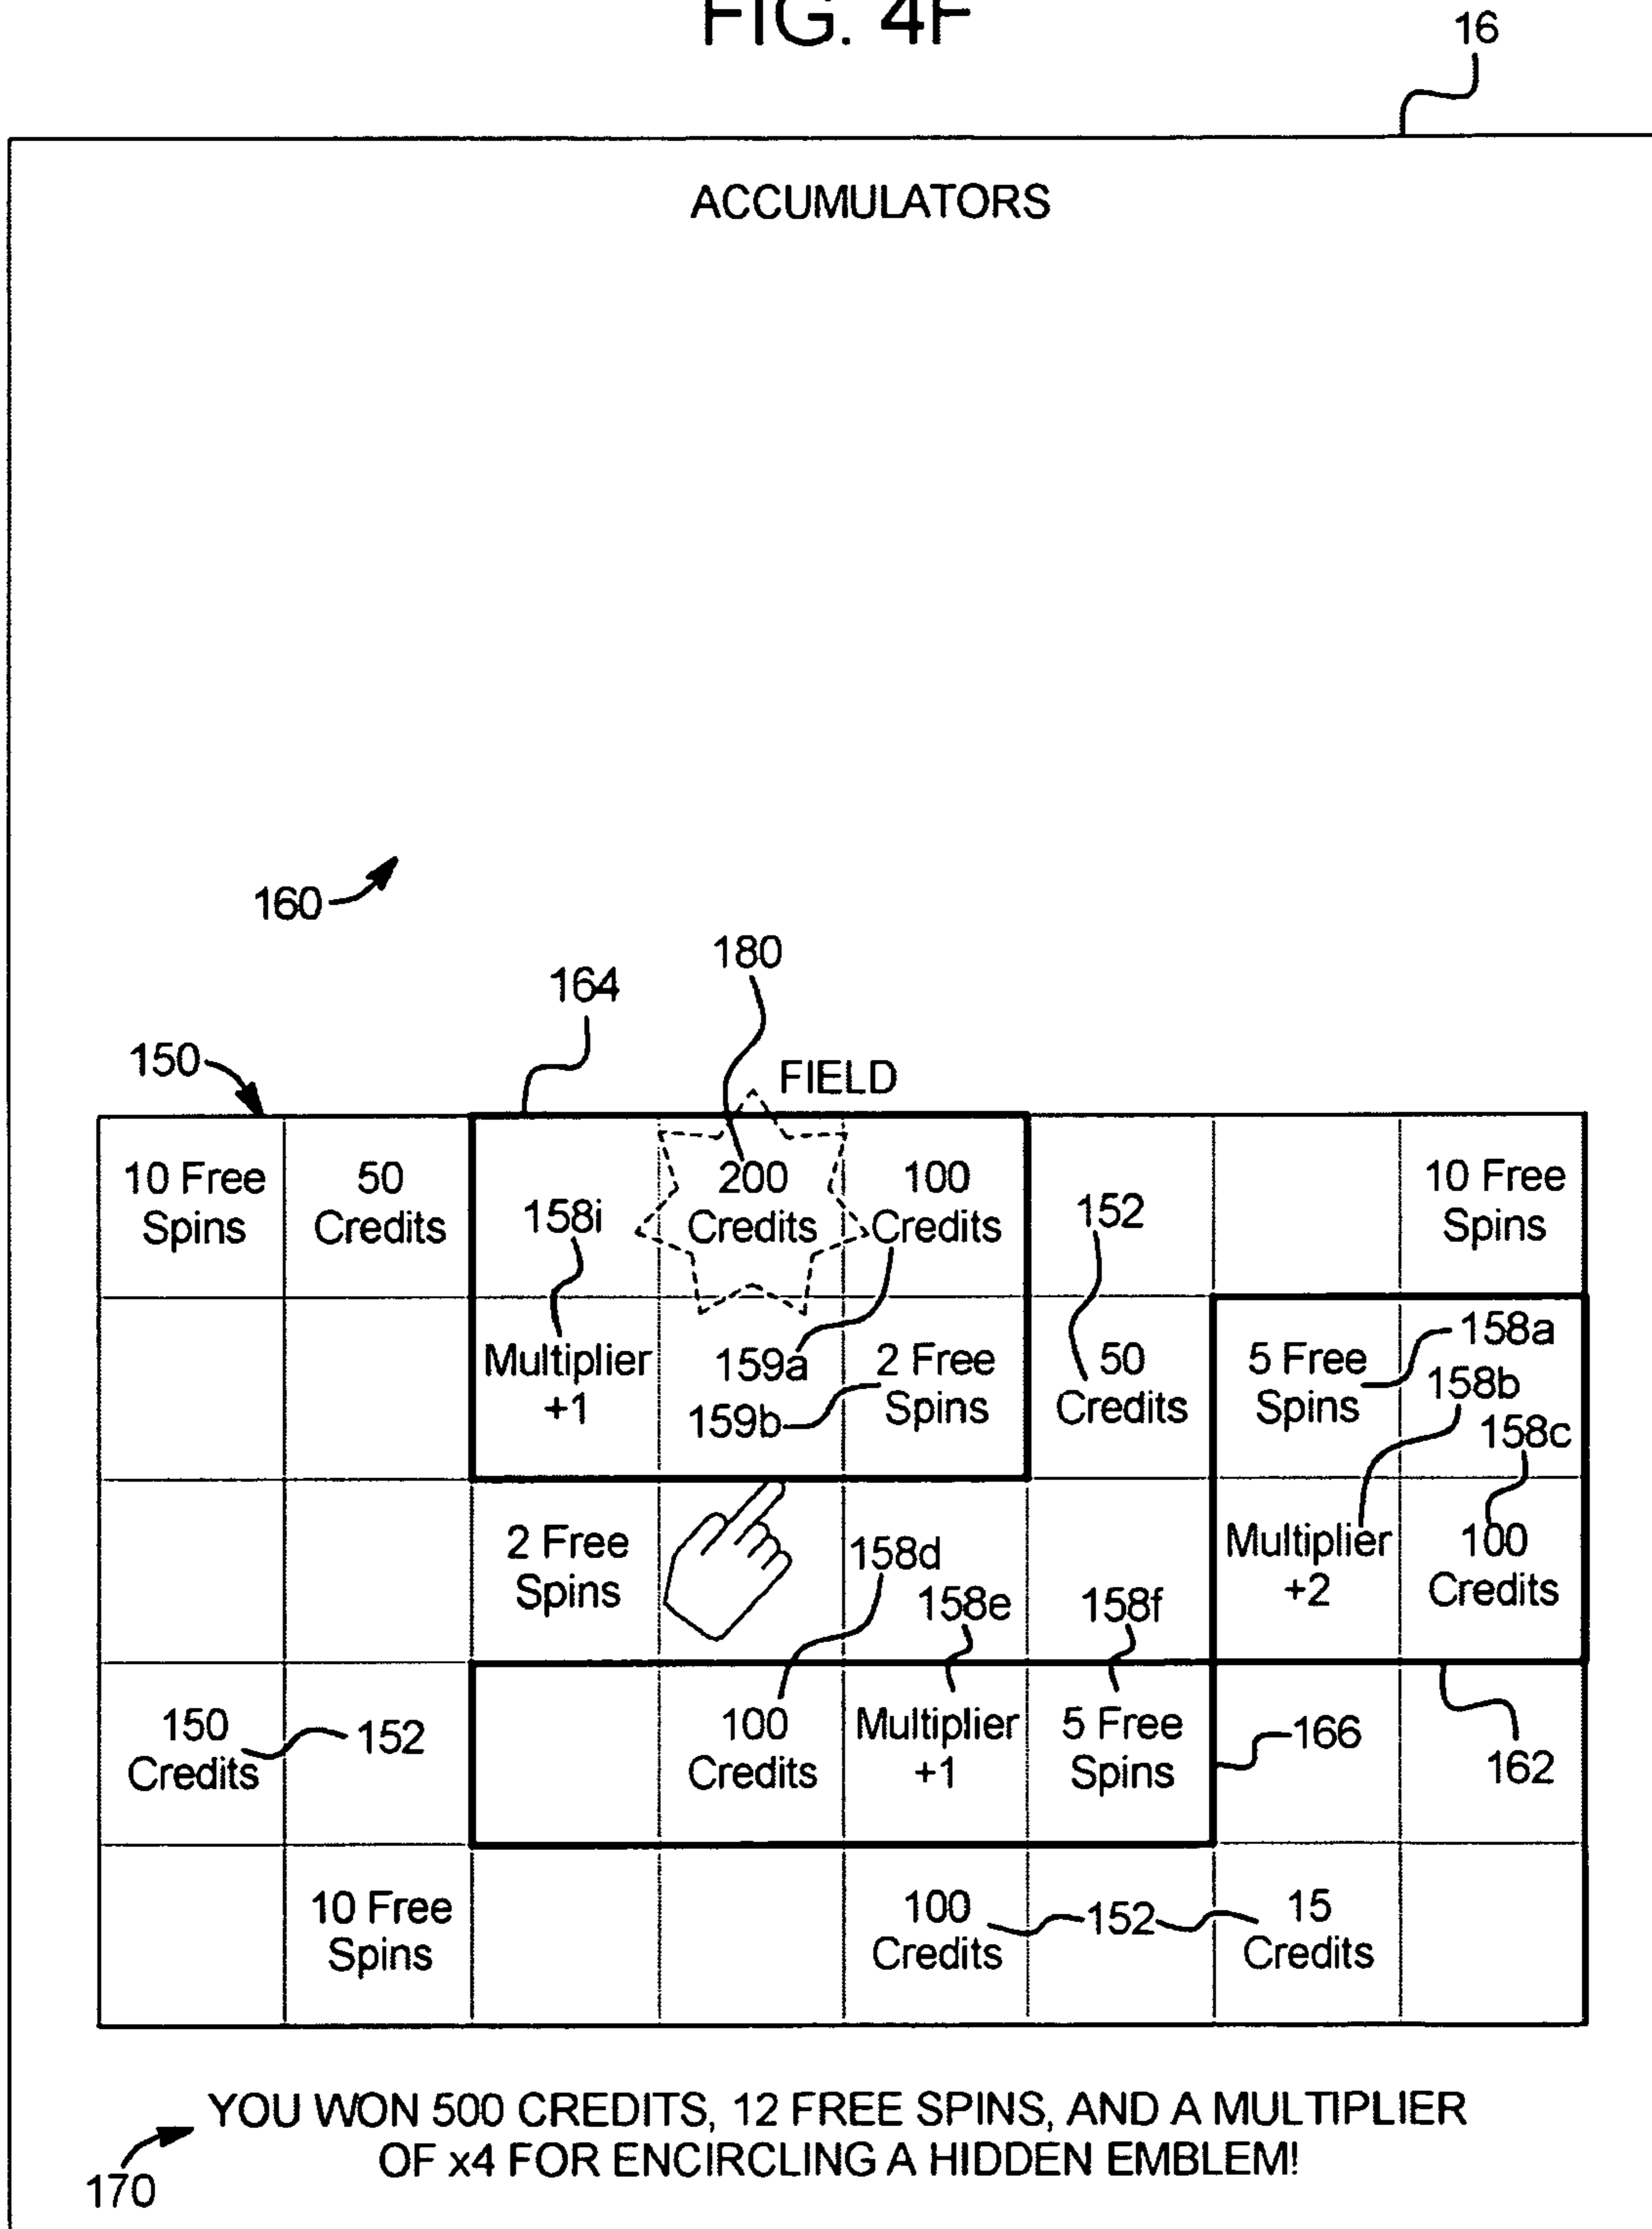 FIG. 4F
16
ACCUMULATORS
160
180
164
150
FIELD
10 Free Spins
50 Credits
158i
200 Credits
100 Credits
152
10 Free Spins
Multiplier +1
159a
159b
2 Free Spins
50 Credits
5 Free Spins
158a
158b
158c
2 Free Spins
158d
158e
158f
Multiplier +2
100 Credits
150 Credits
152
100 Credits
Multiplier +1
5 Free Spins
166
162
10 Free Spins
100 Credits
152
15 Credits
YOU WON 500 CREDITS, 12 FREE SPINS, AND A MULTIPLIER
OF x4 FOR ENCIRCLING A HIDDEN EMBLEM!
170